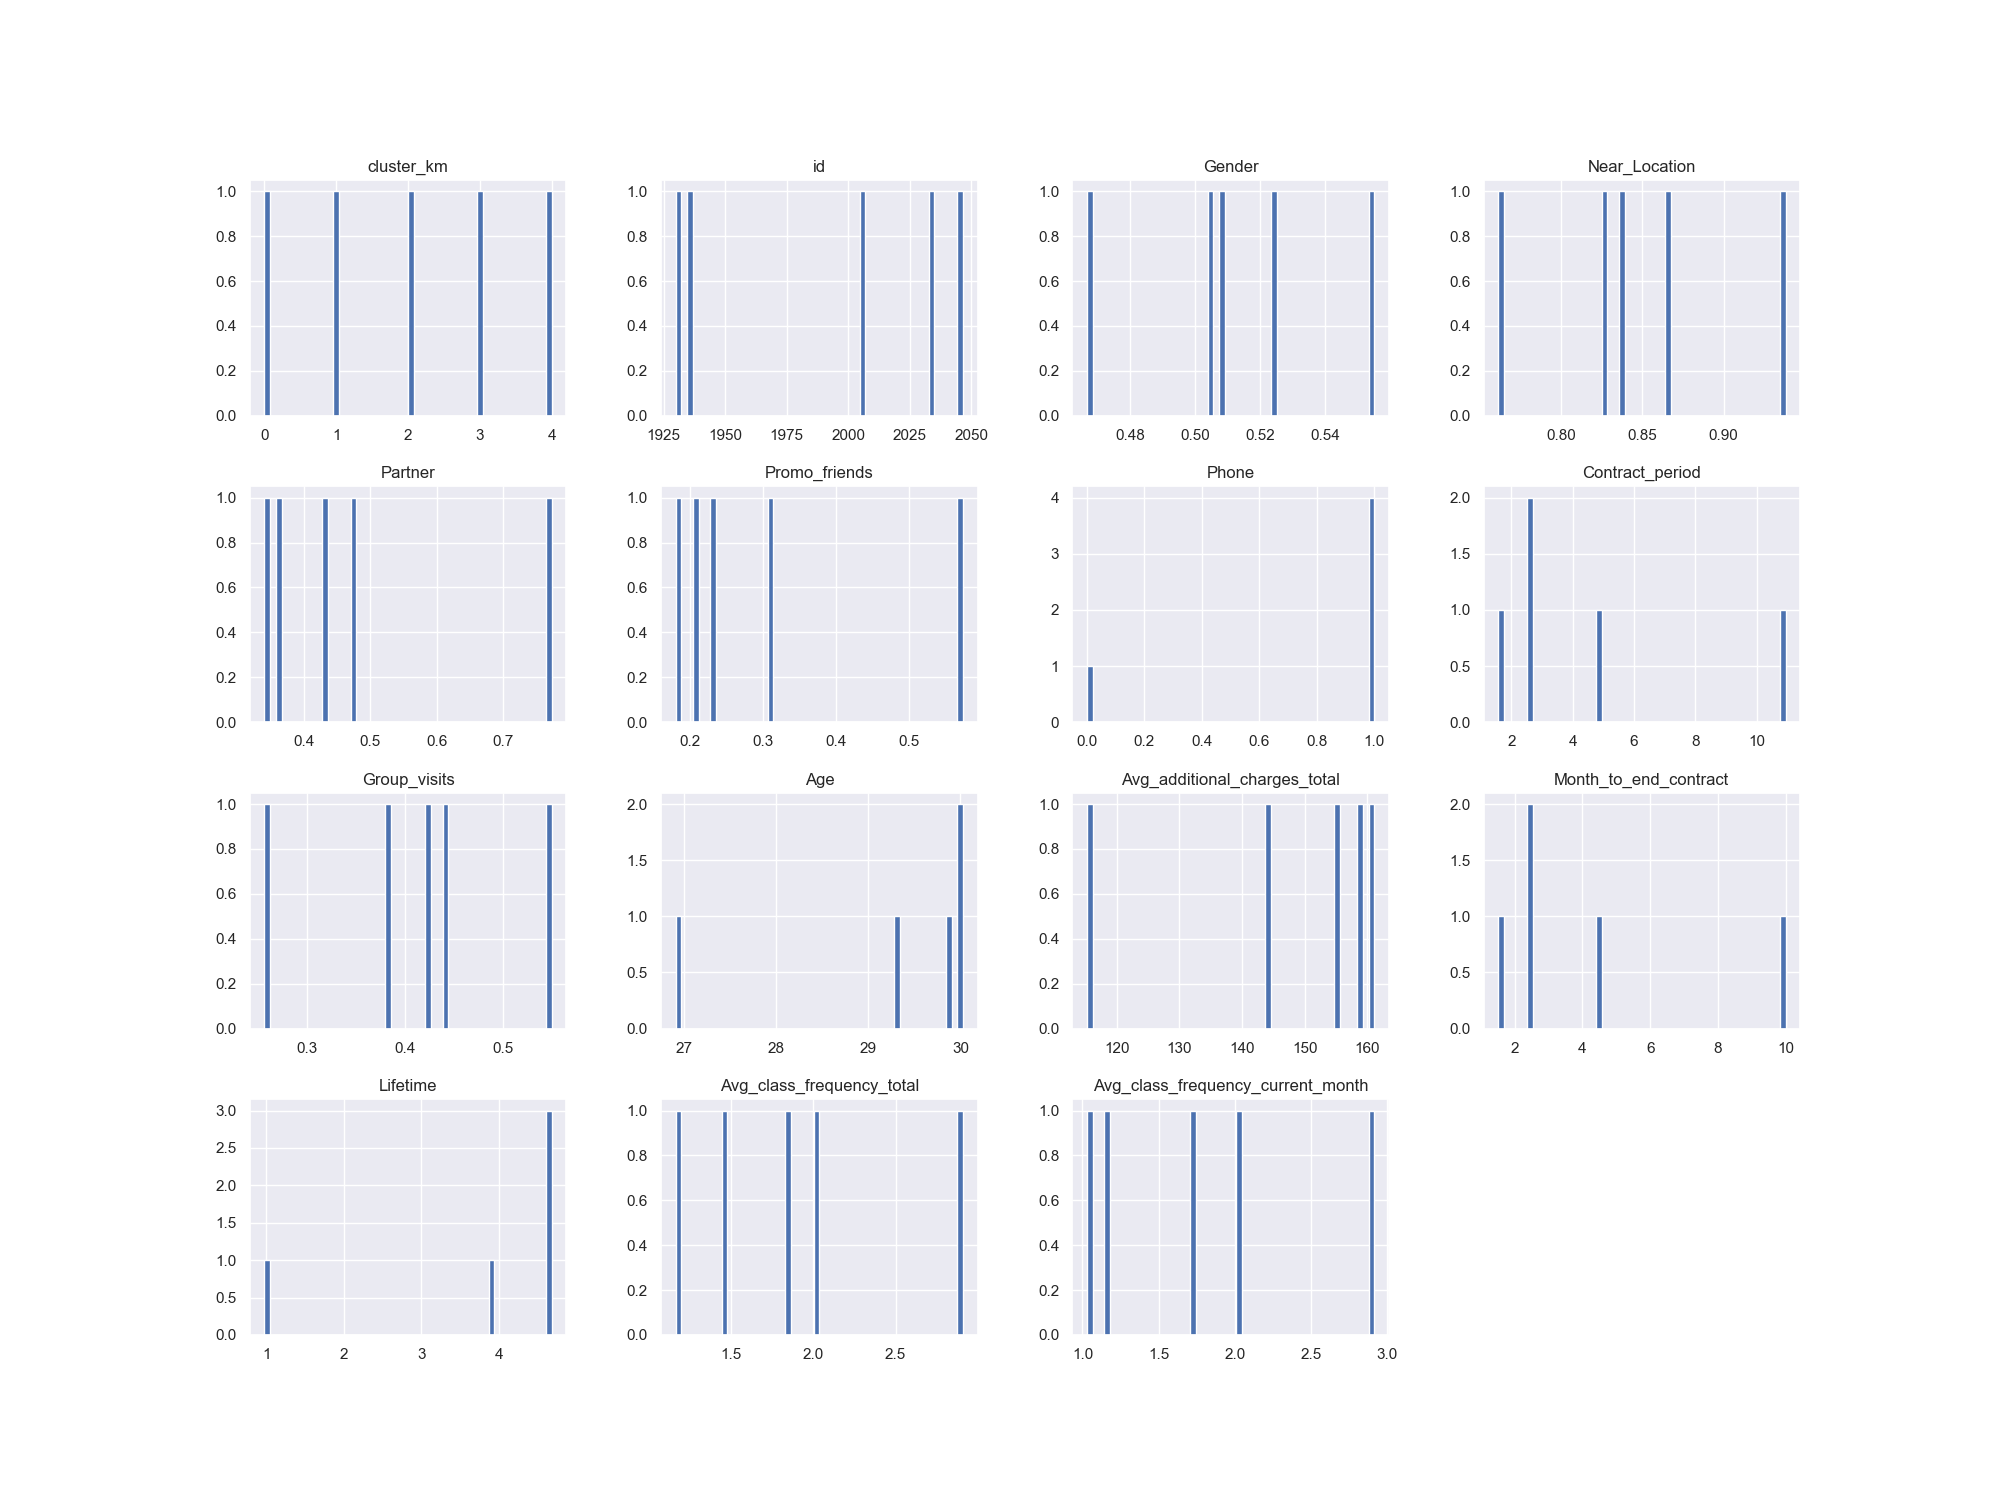 cluster_km
1.0
0.8
0.6
0.4
0.2
0.0
0 1 2 3 4
id
1.0
0.8
0.6
0.4
0.2
0.0
1925 1950 1975 2000 2025 2050
Gender
1.0
0.8
0.6
0.4
0.2
0.0
0.48 0.50 0.52 0.54
Near_Location
1.0
0.8
0.6
0.4
0.2
0.0
0.80 0.85 0.90
Partner
1.0
0.8
0.6
0.4
0.2
0.0
0.4 0.5 0.6 0.7
Promo_friends
1.0
0.8
0.6
0.4
0.2
0.0
0.2 0.3 0.4 0.5
Phone
4
3
2
1
0
0.0 0.2 0.4 0.6 0.8 1.0
Contract_period
2.0
1.5
1.0
0.5
0.0
2 4 6 8 10
Group_visits
1.0
0.8
0.6
0.4
0.2
0.0
0.3 0.4 0.5
Age
2.0
1.5
1.0
0.5
0.0
27 28 29 30
Avg_additional_charges_total
1.0
0.8
0.6
0.4
0.2
0.0
120 130 140 150 160
Month_to_end_contract
2.0
1.5
1.0
0.5
0.0
2 4 6 8 10
Lifetime
3.0
2.5
2.0
1.5
1.0
0.5
0.0
1 2 3 4
Avg_class_frequency_total
1.0
0.8
0.6
0.4
0.2
0.0
1.5 2.0 2.5
Avg_class_frequency_current_month
1.0
0.8
0.6
0.4
0.2
0.0
1.0 1.5 2.0 2.5 3.0